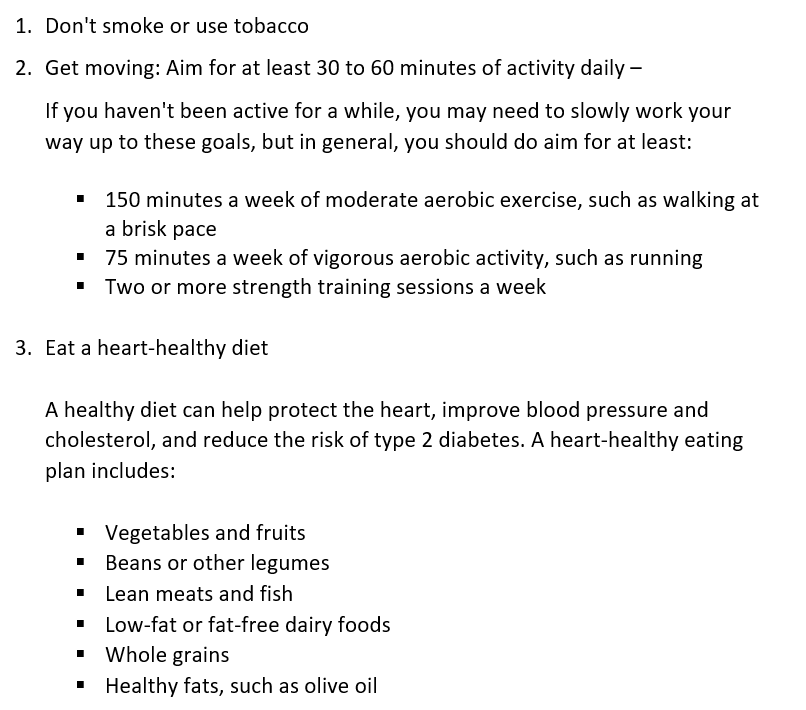 1. Don't smoke or use tobacco
2. Get moving: Aim for at least 30 to 60 minutes of activity daily –
If you haven't been active for a while, you may need to slowly work your
way up to these goals, but in general, you should do aim for at least:
▪ 150 minutes a week of moderate aerobic exercise, such as walking at
a brisk pace
▪ 75 minutes a week of vigorous aerobic activity, such as running
▪ Two or more strength training sessions a week
3. Eat a heart-healthy diet
A healthy diet can help protect the heart, improve blood pressure and
cholesterol, and reduce the risk of type 2 diabetes. A heart-healthy eating
plan includes:
▪ Vegetables and fruits
▪ Beans or other legumes
▪ Lean meats and fish
▪ Low-fat or fat-free dairy foods
▪ Whole grains
▪ Healthy fats, such as olive oil